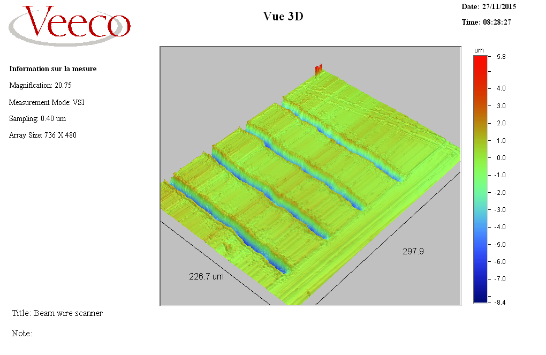 Veeco
Vue 3D
Date: 27/11/2015
Time: 08:28:27
Information sur la mesure
Magnification: 20.75
Measurement Mode: VSI
Sampling: 0.40 um
Array Size: 736 X 480
um
5.8
4.0
3.0
2.0
1.0
0.0
-1.0
-2.0
-3.0
-4.0
-5.0
-6.0
-7.0
-8.4
297.9
226.7 um
Title: Beam wire scanner
Note: